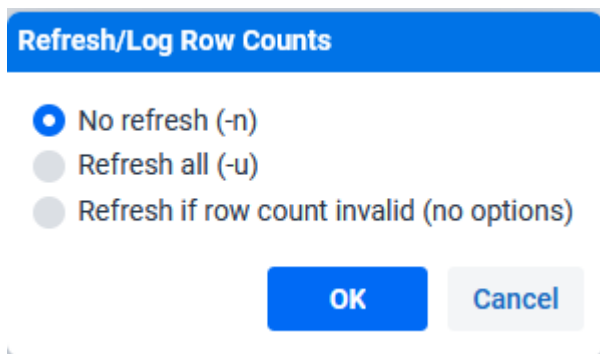 Refresh/Log Row Counts
No refresh (-n)
Refresh all (-u)
Refresh if row count invalid (no options)
OK Cancel